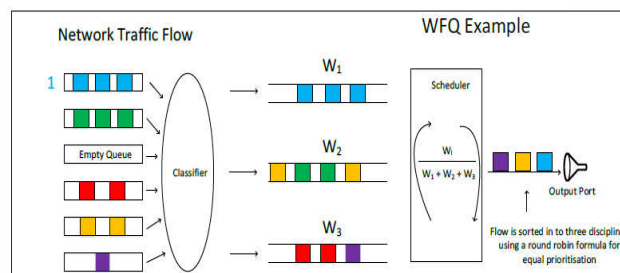 Network Traffic Flow
WFQ Example
1
Empty Queue
Classifier
W1
W2
W3
Scheduler
Wi
W1 + W2 + W3
Output Port
Flow is sorted in to three disciplin
using a round robin formula for
equal prioritisation